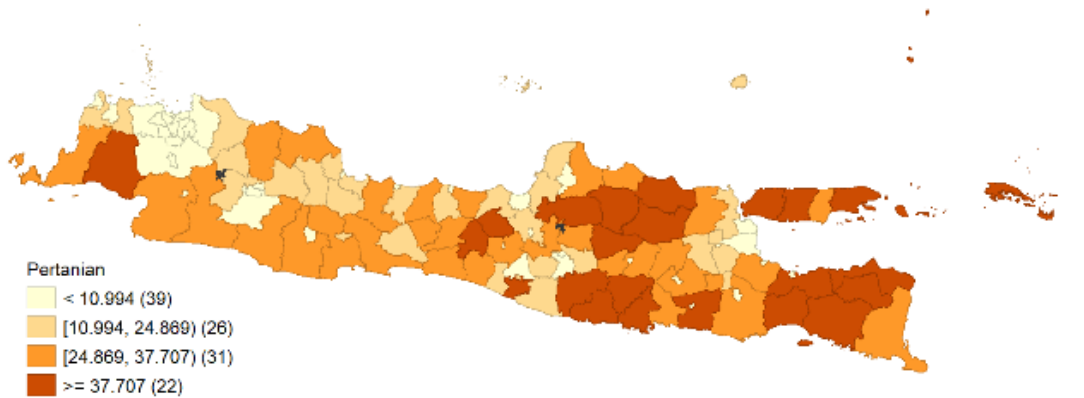 Pertanian
< 10.994 (39)
[10.994, 24.869) (26)
[24.869, 37.707) (31)
>= 37.707 (22)